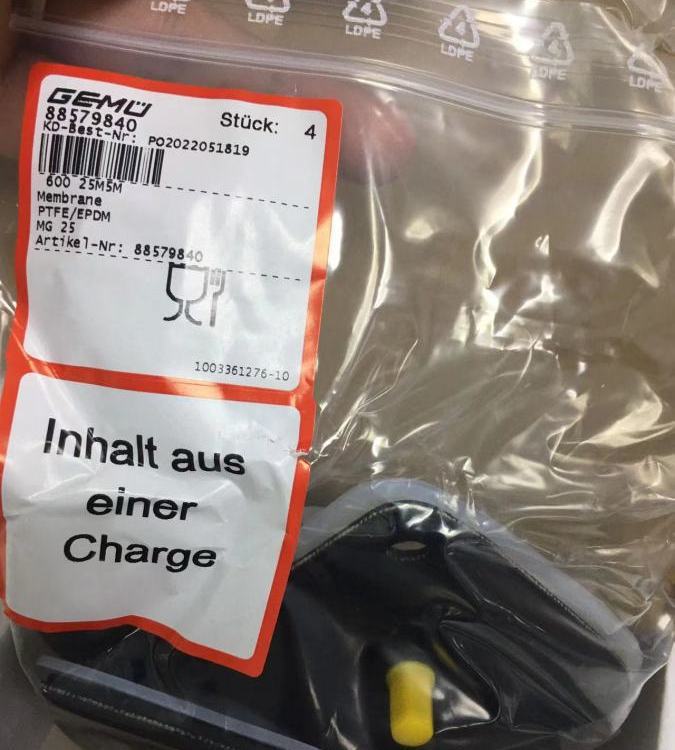 LDPE
LDPE
LDPE
LDPE
LDPE
LDPE
GEMÜ
88579840
Stück: 4
KD-Best-Nr: PO2022051819
600 25M5M
Membrane
PTFE/EPDM
MG 25
Artikel-Nr: 88579840
1003361276-10
Inhalt aus
einer
Charge